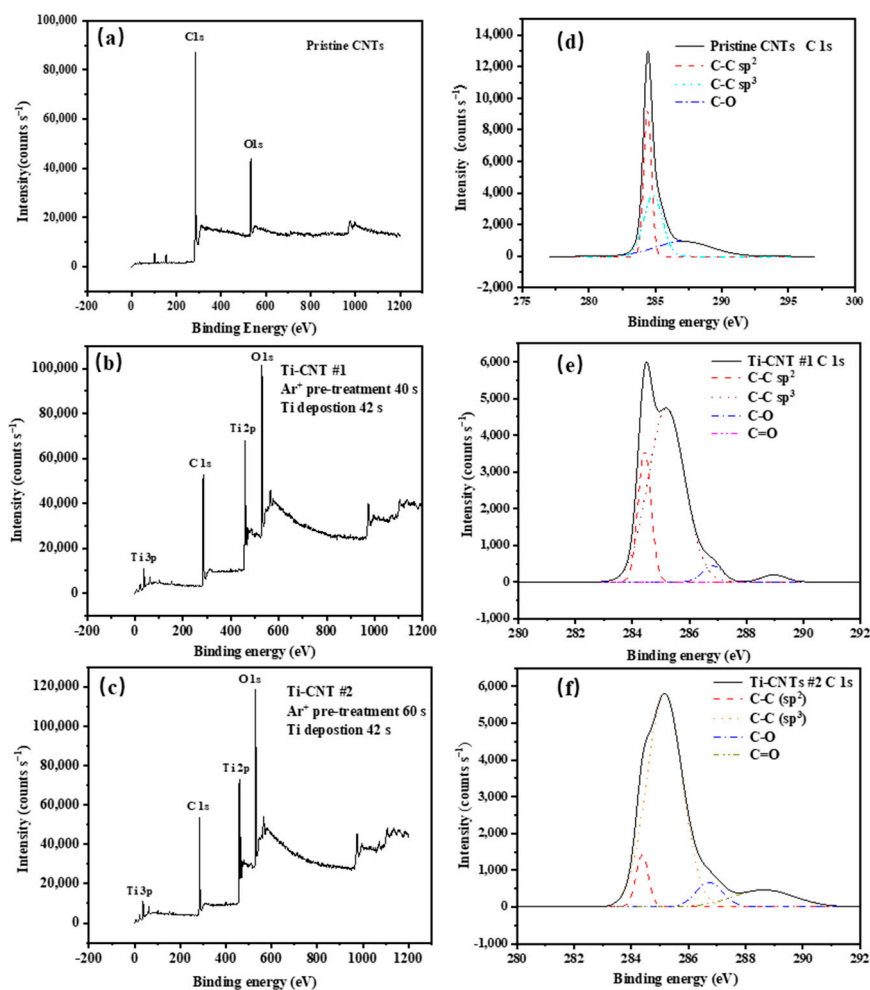 (a)
Pristine CNTs
C1s
O1s
Intensity(counts s⁻¹)
100,000
80,000
60,000
40,000
20,000
0
-200 0 200 400 600 800 1000 1200 1400
Binding Energy (eV)
(d)
Pristine CNTs C 1s
C-C sp²
C-C sp³
C-O
Intensity (counts s⁻¹)
14,000
12,000
10,000
8,000
6,000
4,000
2,000
0
-2,000
275 280 285 290 295 300
Binding energy (eV)
(b)
Ti-CNT #1
Ar⁺ pre-treatment 40 s
Ti depostion 42 s
O1s
Ti2p
C 1s
Ti3p
Intensity (counts s⁻¹)
100,000
80,000
60,000
40,000
20,000
0
-200 0 200 400 600 800 1000 1200
Binding energy (eV)
(e)
Ti-CNT #1 C 1s
C-C sp²
C-C sp³
C-O
C=O
Intensity (counts s⁻¹)
6,000
5,000
4,000
3,000
2,000
1,000
0
-1,000
280 282 284 286 288 290 292
Binding energy (eV)
(c)
Ti-CNT #2
Ar⁺ pre-treatment 60 s
Ti depostion 42 s
O1s
Ti2p
C 1s
Ti3p
Intensity (counts s⁻¹)
120,000
100,000
80,000
60,000
40,000
20,000
0
-200 0 200 400 600 800 1000 1200
Binding energy (eV)
(f)
Ti-CNTs #2 C 1s
C-C (sp²)
C-C (sp³)
C-O
C=O
Intensity (counts s⁻¹)
6,000
5,000
4,000
3,000
2,000
1,000
0
-1,000
280 282 284 286 288 290 292
Binding energy (eV)